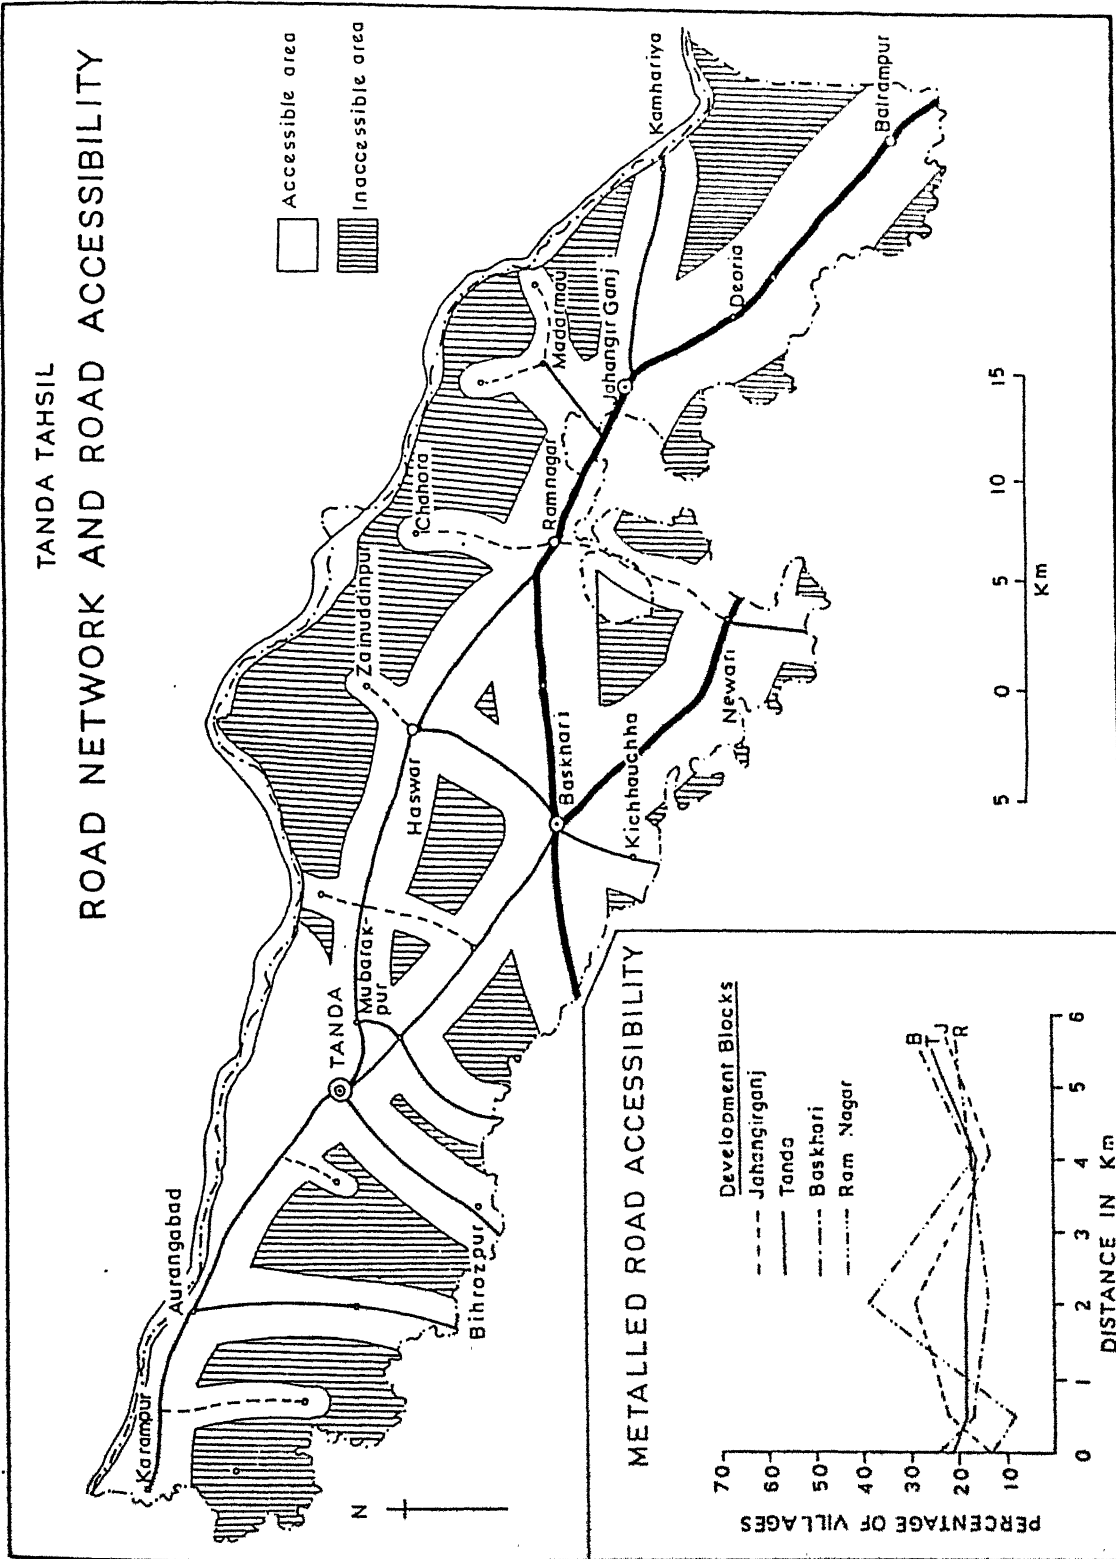 TANDA TAHSIL
ROAD NETWORK AND ROAD ACCESSIBILITY
Accessible area
Inaccessible area
Karampur
Aurangabad
TANDA
Mubarak-
pur
Bihrozpur
Haswar
Zainuddinpur
Chahora
Baskhari
Kichhauchha
Newari
Ramnagar
Madarmau
Jahangir Ganj
Kamhariya
Deoria
Balrampur
N
5 0 5 10 15
Km
METALLED ROAD ACCESSIBILITY
Development Blocks
Jahangirganj
Tanda
Baskhari
Ram Nagar
B
T
J
R
70
60
50
40
30
20
10
PERCENTAGE OF VILLAGES
0 1 2 3 4 5 6
DISTANCE IN Km